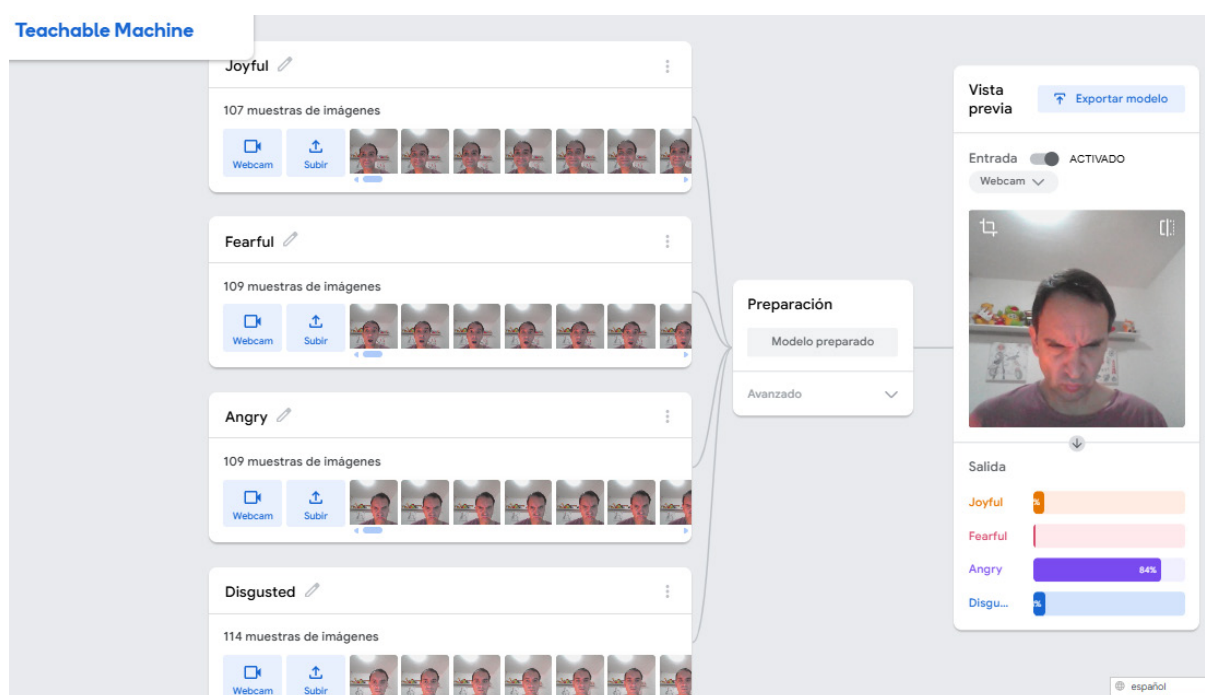 Teachable Machine
Joyful
107 muestras de imágenes
Webcam
Subir
Fearful
109 muestras de imágenes
Webcam
Subir
Angry
109 muestras de imágenes
Webcam
Subir
Disgusted
114 muestras de imágenes
Webcam
Subir
Preparación
Modelo preparado
Avanzado
Vista previa
Exportar modelo
Entrada
ACTIVADO
Webcam
Salida
Joyful
%
Fearful
Angry
84%
Disgu...
%
español